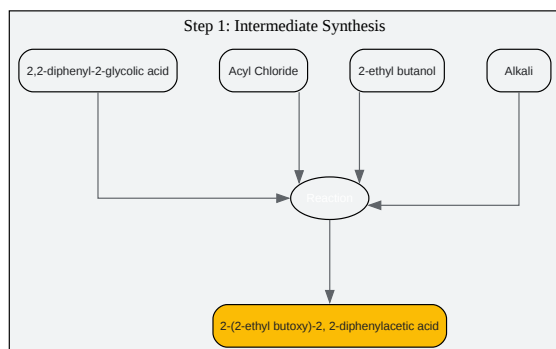 Step 1: Intermediate Synthesis
2,2-diphenyl-2-glycolic acid
Acyl Chloride
2-ethyl butanol
Alkali
Reaction
2-(2-ethyl butoxy)-2, 2-diphenylacetic acid